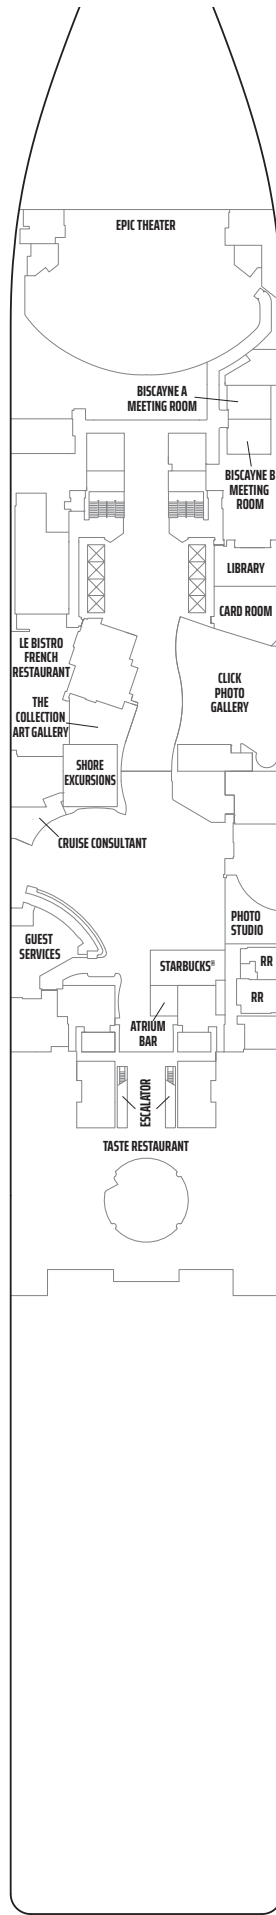 EPIC THEATER
BISCAYNE A
MEETING ROOM
BISCAYNE B
MEETING
ROOM
LIBRARY
CARD ROOM
LE BISTRO
FRENCH
RESTAURANT
CLICK
PHOTO
GALLERY
THE
COLLECTION
ART GALLERY
SHORE
EXCURSIONS
CRUISE CONSULTANT
PHOTO
STUDIO
GUEST
SERVICES
STARBUCKS®
RR
RR
ATRIUM
BAR
ESCALATOR
TASTE RESTAURANT